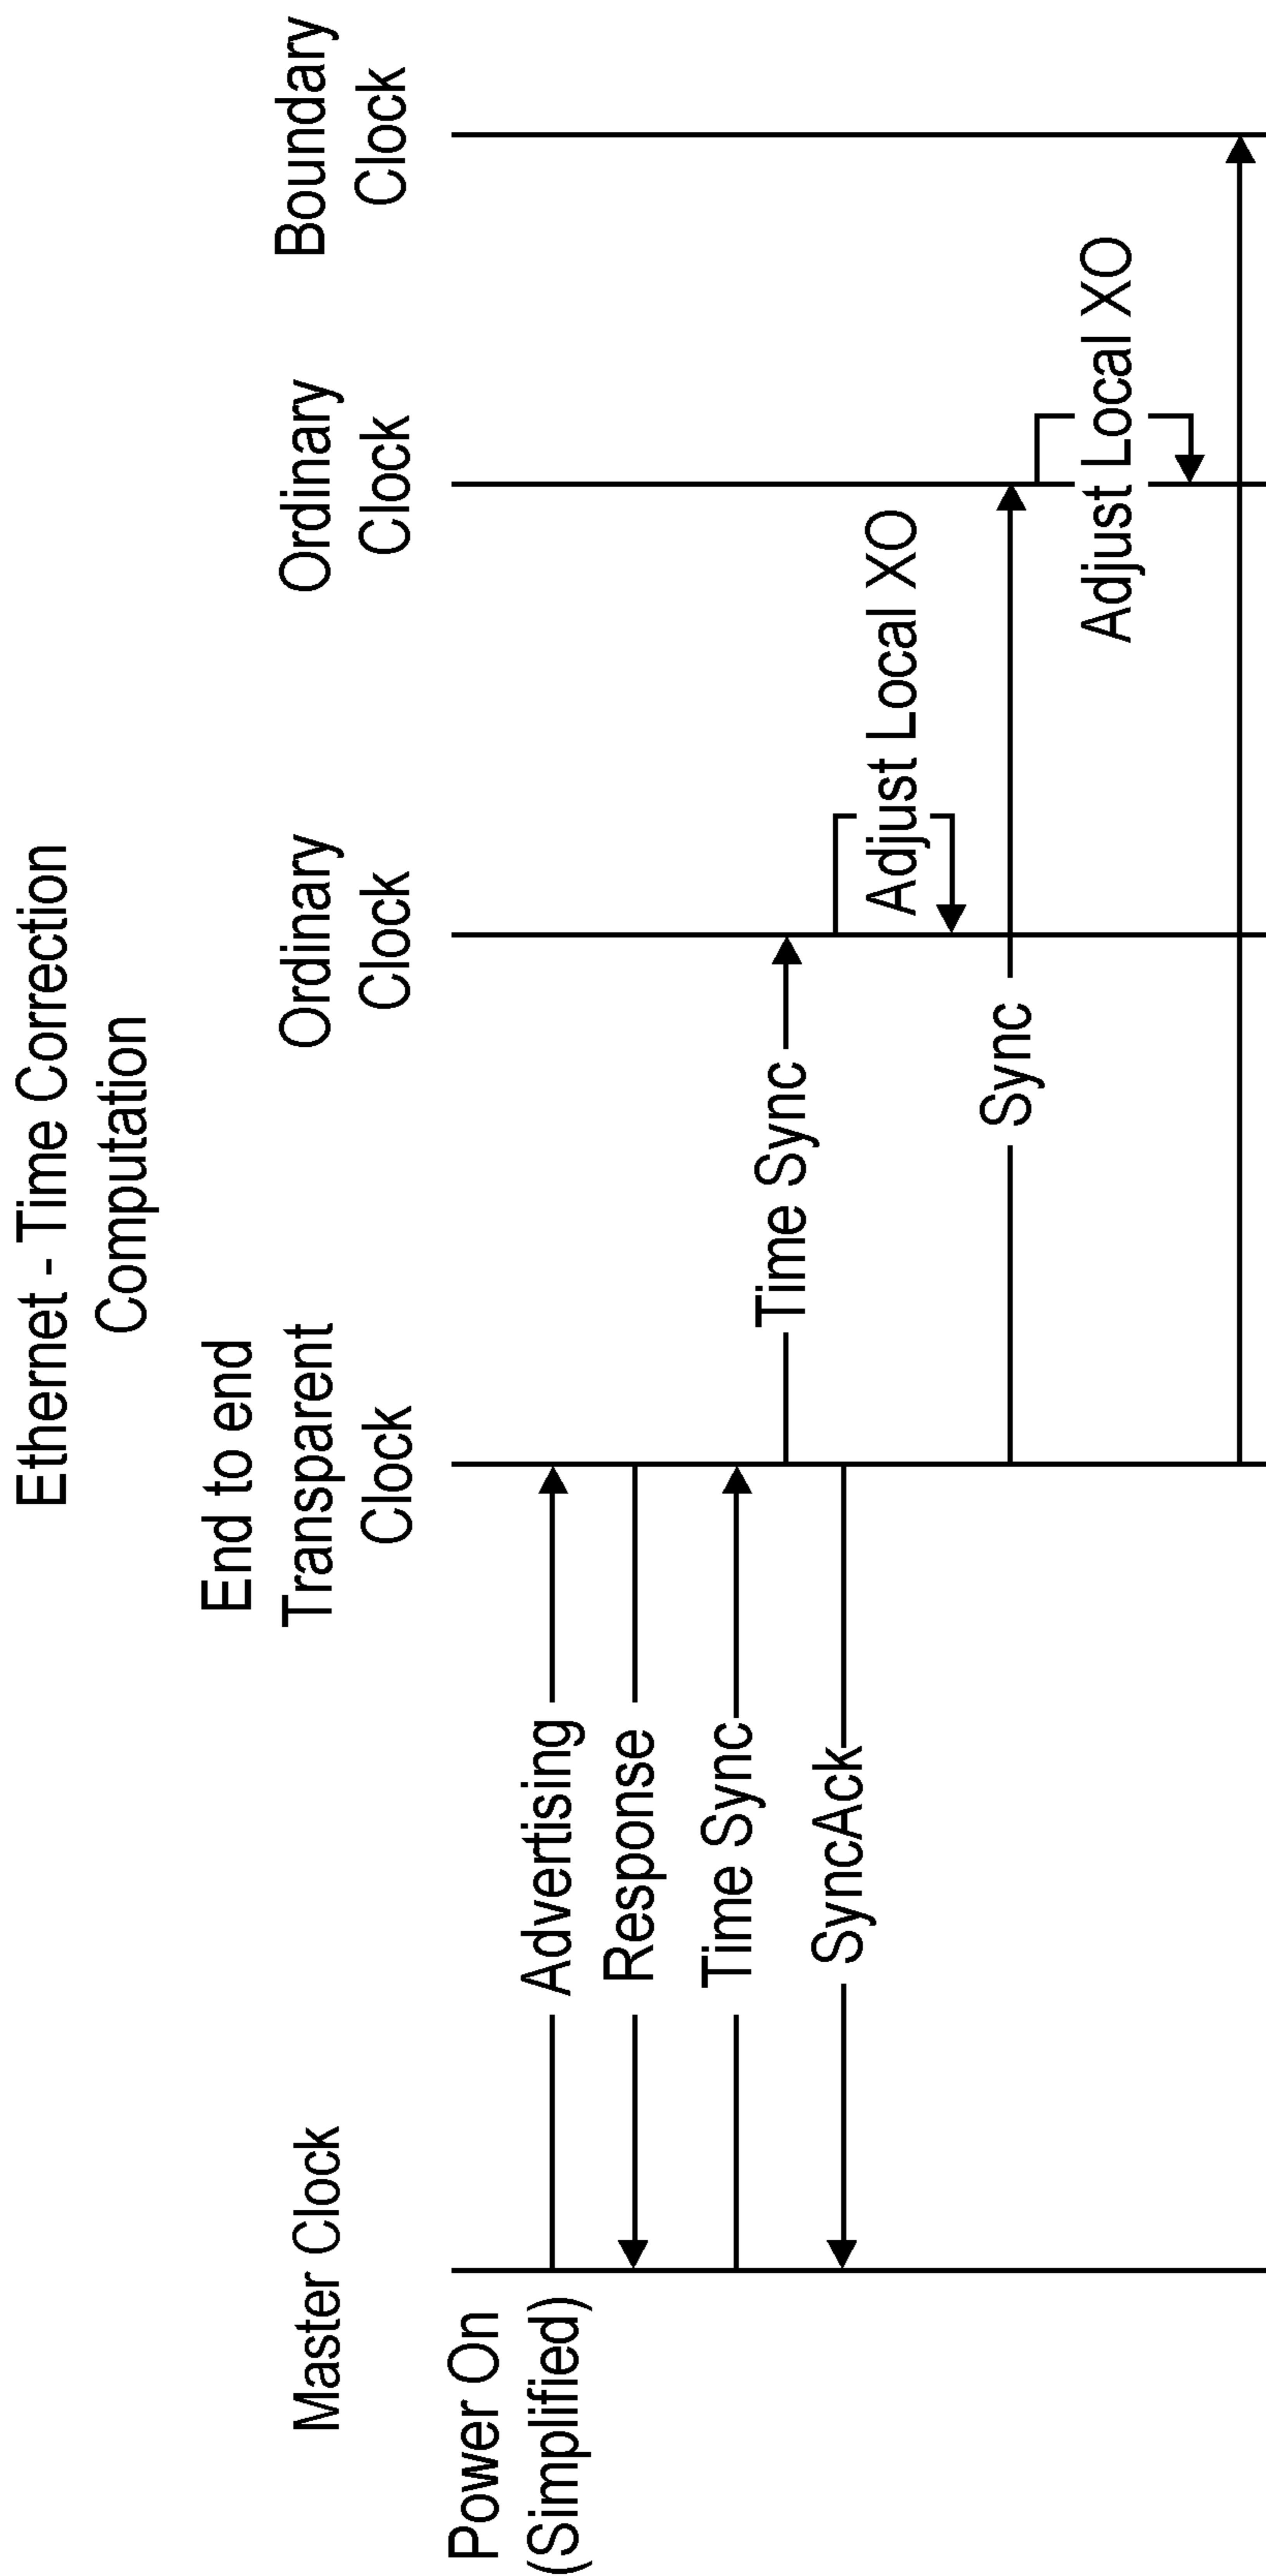 Ethernet - Time Correction
Computation
Master Clock
End to end
Transparent
Clock
Ordinary
Clock
Ordinary
Clock
Boundary
Clock
Power On
(Simplified)
Advertising
Response
Time Sync
Time Sync
SyncAck
Adjust Local XO
Sync
Adjust Local XO